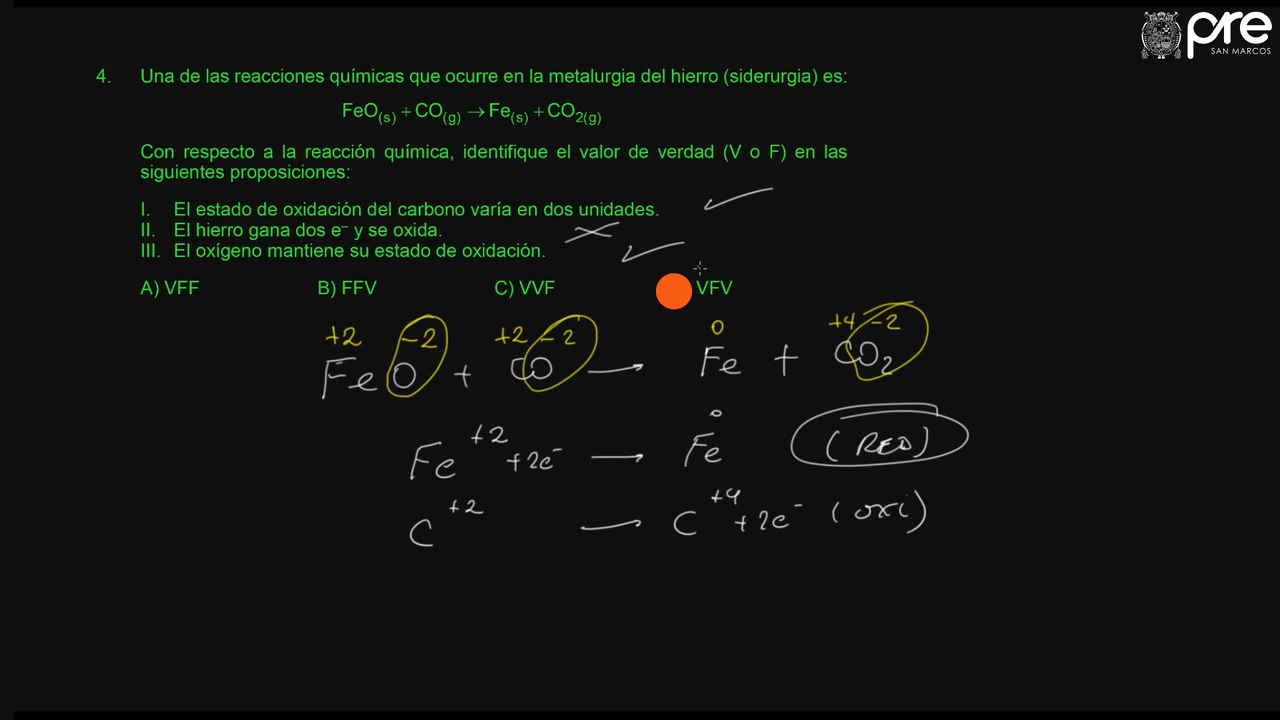 pre
SAN MARCOS
4. Una de las reacciones químicas que ocurre en la metalurgia del hierro (siderurgia) es:
FeO(s) + CO(g) → Fe(s) + CO2(g)
Con respecto a la reacción química, identifique el valor de verdad (V o F) en las
siguientes proposiciones:
I. El estado de oxidación del carbono varía en dos unidades.
II. El hierro gana dos e– y se oxida.
III. El oxígeno mantiene su estado de oxidación.
A) VFF B) FFV C) VVF VFV
+2 -2 +2 -2 0 +4 -2
FeO + CO → Fe + CO2
Fe+2 + 2e- → Fe0 (RED)
C+2 → C+4 + 2e- (oxi)